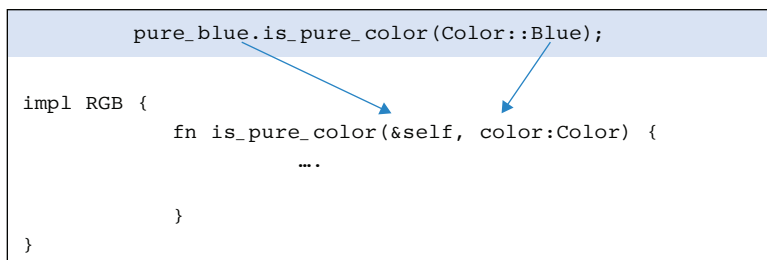 pure_blue.is_pure_color(Color::Blue);
impl RGB {
fn is_pure_color(&self, color:Color) {
….
}
}